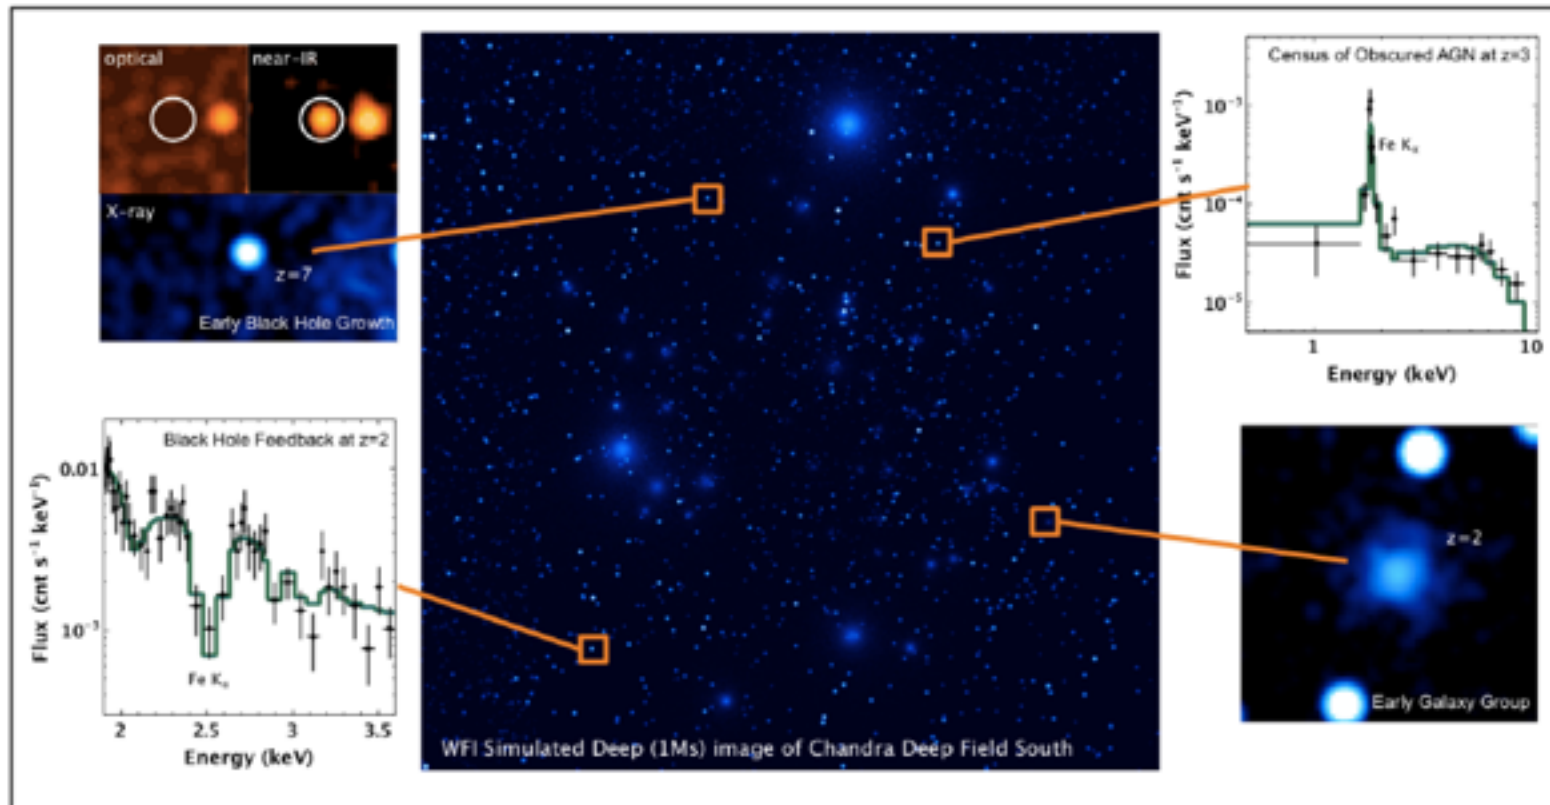 optical
near-IR
X-ray
z=7
Early Black Hole Growth
Census of Obscured AGN at z=3
Fe Kα
Flux (cnt s⁻¹ keV⁻¹)
10⁻³
10⁻⁴
10⁻⁵
1
10
Energy (keV)
Black Hole Feedback at z=2
Fe Kα
Flux (cnt s⁻¹ keV⁻¹)
0.01
10⁻³
2
2.5
3
3.5
Energy (keV)
z=2
Early Galaxy Group
WFI Simulated Deep (1Ms) image of Chandra Deep Field South